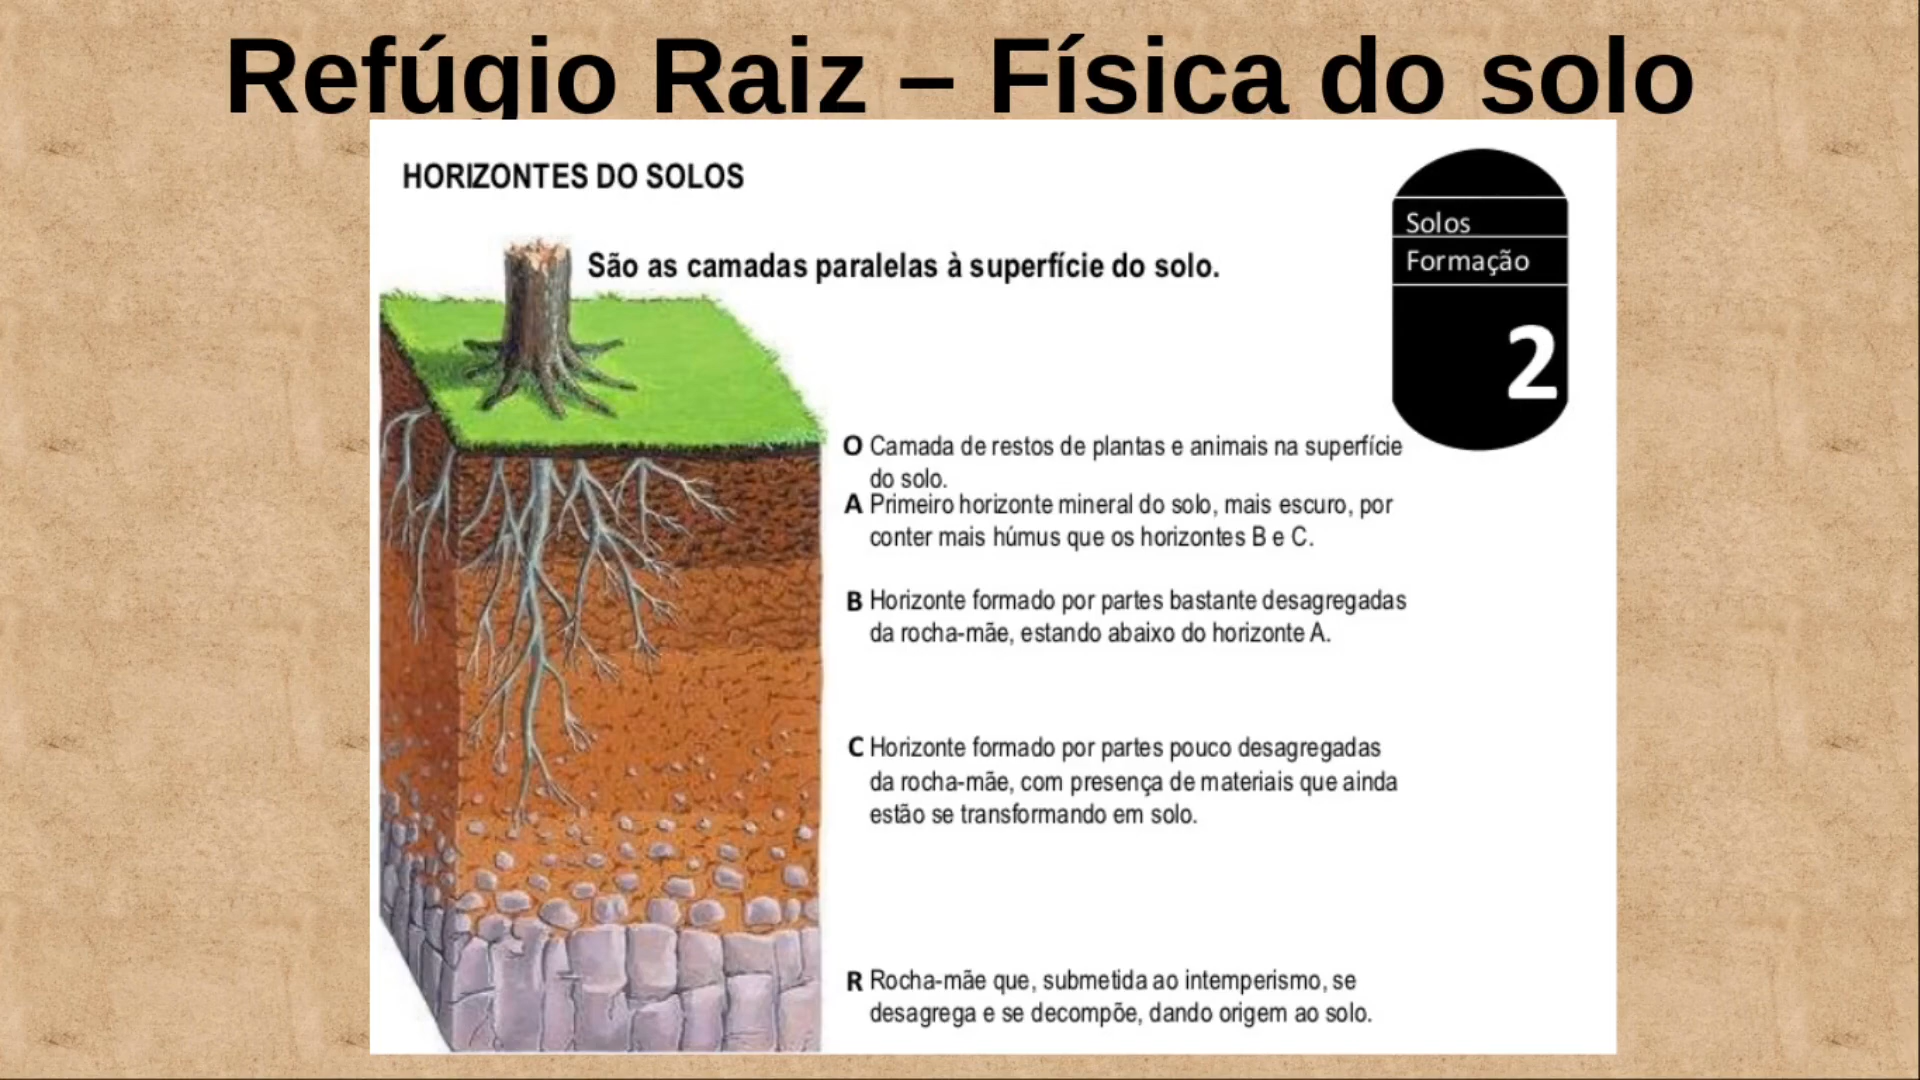 Refúgio Raiz – Física do solo
HORIZONTES DO SOLOS
São as camadas paralelas à superfície do solo.
Solos
Formação
2
O Camada de restos de plantas e animais na superfície
do solo.
A Primeiro horizonte mineral do solo, mais escuro, por
conter mais húmus que os horizontes B e C.
B Horizonte formado por partes bastante desagregadas
da rocha-mãe, estando abaixo do horizonte A.
C Horizonte formado por partes pouco desagregadas
da rocha-mãe, com presença de materiais que ainda
estão se transformando em solo.
R Rocha-mãe que, submetida ao intemperismo, se
desagrega e se decompõe, dando origem ao solo.